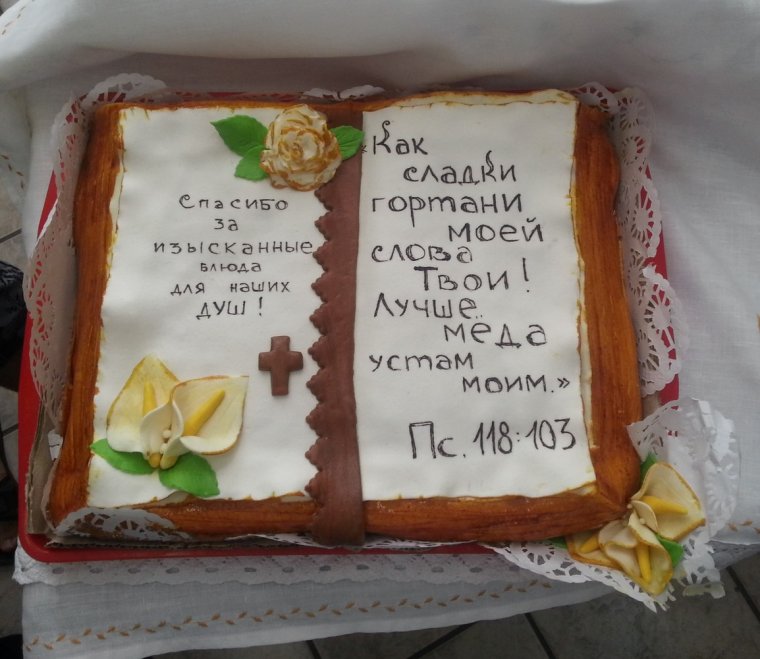 Спасибо
за
изысканные
блюда
для наших
душ!
«Как
сладки
гортани
моей
слова
Твои!
Лучше
мёда
устам
моим.»
Пс. 118:103